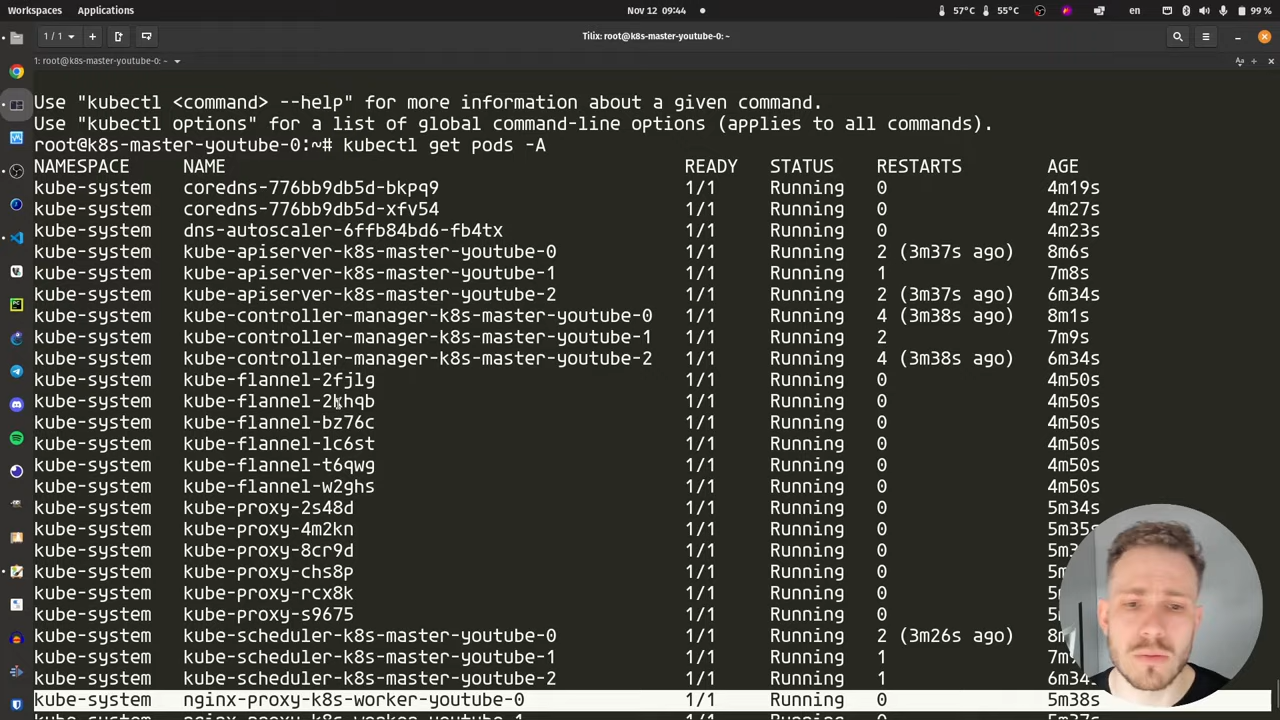 Workspaces Applications Nov 12 09:44 57°C 55°C en 99 %
1 / 1 Tilix: root@k8s-master-youtube-0: ~
1: root@k8s-master-youtube-0: ~
Use "kubectl <command> --help" for more information about a given command.
Use "kubectl options" for a list of global command-line options (applies to all commands).
root@k8s-master-youtube-0:~# kubectl get pods -A
NAMESPACE NAME READY STATUS RESTARTS AGE
kube-system coredns-776bb9db5d-bkpq9 1/1 Running 0 4m19s
kube-system coredns-776bb9db5d-xfv54 1/1 Running 0 4m27s
kube-system dns-autoscaler-6ffb84bd6-fb4tx 1/1 Running 0 4m23s
kube-system kube-apiserver-k8s-master-youtube-0 1/1 Running 2 (3m37s ago) 8m6s
kube-system kube-apiserver-k8s-master-youtube-1 1/1 Running 1 7m8s
kube-system kube-apiserver-k8s-master-youtube-2 1/1 Running 2 (3m37s ago) 6m34s
kube-system kube-controller-manager-k8s-master-youtube-0 1/1 Running 4 (3m38s ago) 8m1s
kube-system kube-controller-manager-k8s-master-youtube-1 1/1 Running 2 7m9s
kube-system kube-controller-manager-k8s-master-youtube-2 1/1 Running 4 (3m38s ago) 6m34s
kube-system kube-flannel-2fjlg 1/1 Running 0 4m50s
kube-system kube-flannel-2khqb 1/1 Running 0 4m50s
kube-system kube-flannel-bz76c 1/1 Running 0 4m50s
kube-system kube-flannel-lc6st 1/1 Running 0 4m50s
kube-system kube-flannel-t6qwg 1/1 Running 0 4m50s
kube-system kube-flannel-w2ghs 1/1 Running 0 4m50s
kube-system kube-proxy-2s48d 1/1 Running 0 5m34s
kube-system kube-proxy-4m2kn 1/1 Running 0 5m35s
kube-system kube-proxy-8cr9d 1/1 Running 0
kube-system kube-proxy-chs8p 1/1 Running 0
kube-system kube-proxy-rcx8k 1/1 Running 0
kube-system kube-proxy-s9675 1/1 Running 0
kube-system kube-scheduler-k8s-master-youtube-0 1/1 Running 2 (3m26s ago)
kube-system kube-scheduler-k8s-master-youtube-1 1/1 Running 1
kube-system kube-scheduler-k8s-master-youtube-2 1/1 Running 1 6m34s
kube-system nginx-proxy-k8s-worker-youtube-0 1/1 Running 0 5m38s